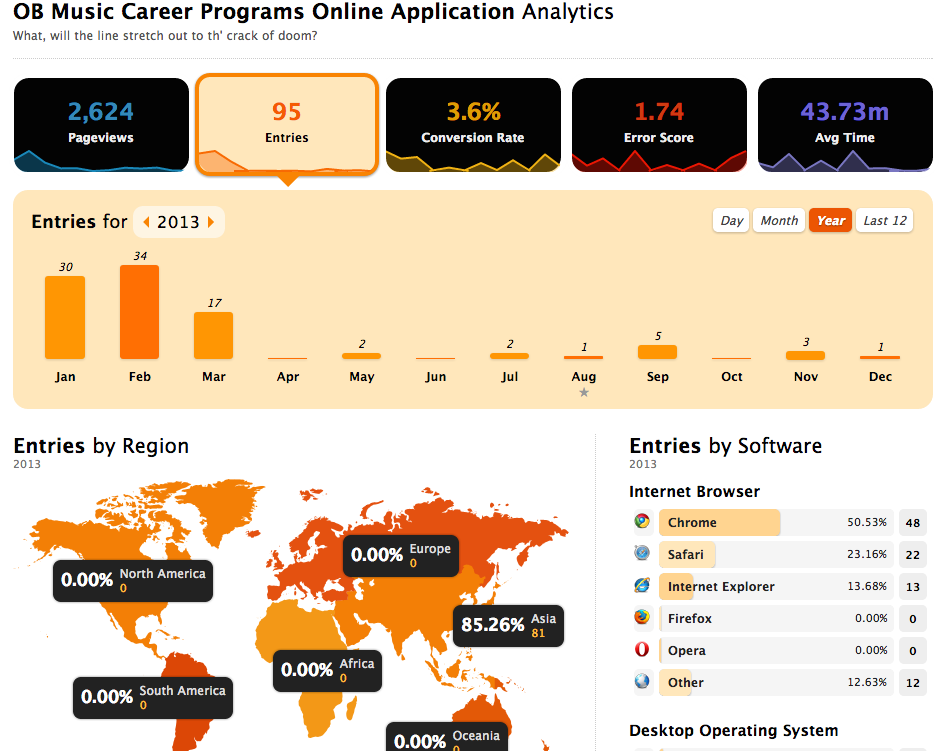 OB Music Career Programs Online Application Analytics
What, will the line stretch out to th' crack of doom?
2,624
Pageviews
95
Entries
3.6%
Conversion Rate
1.74
Error Score
43.73m
Avg Time
Entries for 2013
Day Month Year Last 12
30
34
17
2
2
1
5
3
1
Jan Feb Mar Apr May Jun Jul Aug Sep Oct Nov Dec
Entries by Region
2013
0.00% North America
0
0.00% Europe
0
85.26% Asia
81
0.00% Africa
0
0.00% South America
0
0.00% Oceania
0
Entries by Software
2013
Internet Browser
Chrome 50.53% 48
Safari 23.16% 22
Internet Explorer 13.68% 13
Firefox 0.00% 0
Opera 0.00% 0
Other 12.63% 12
Desktop Operating System